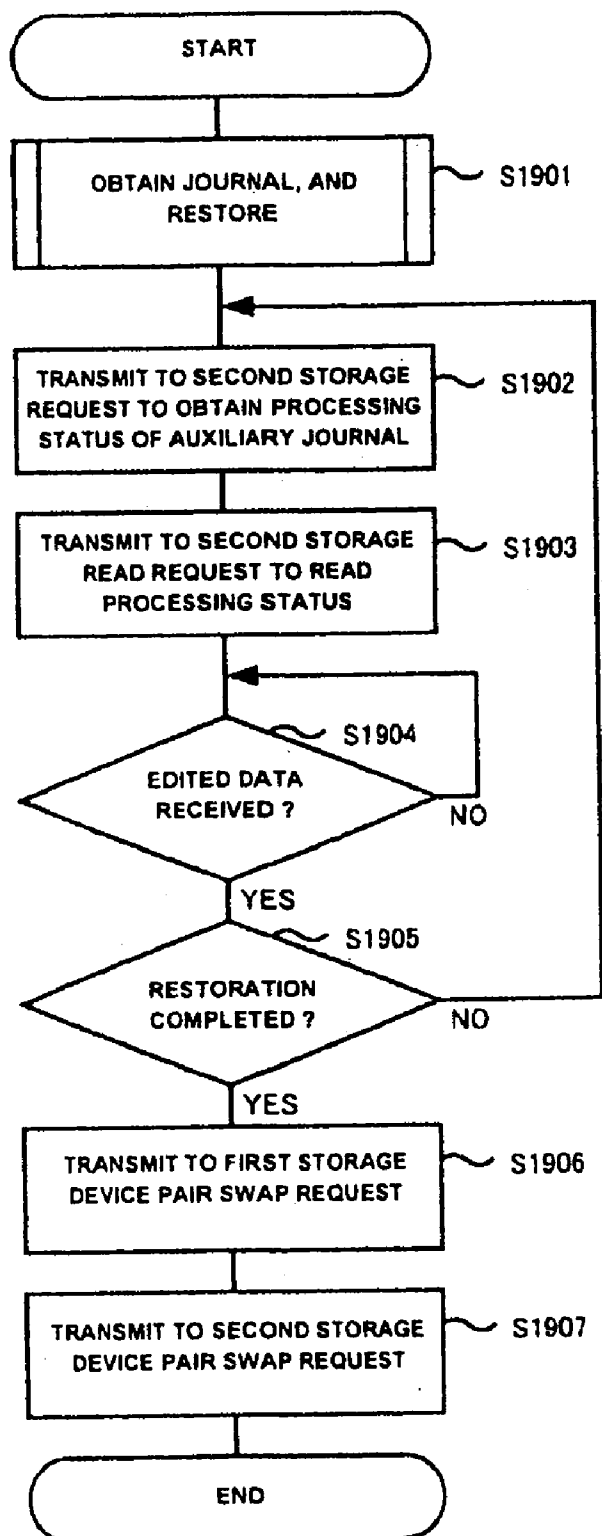 START
OBTAIN JOURNAL, AND
RESTORE
S1901
TRANSMIT TO SECOND STORAGE
REQUEST TO OBTAIN PROCESSING
STATUS OF AUXILIARY JOURNAL
S1902
TRANSMIT TO SECOND STORAGE
READ REQUEST TO READ
PROCESSING STATUS
S1903
S1904
EDITED DATA
RECEIVED ?
NO
YES
S1905
RESTORATION
COMPLETED ?
NO
YES
TRANSMIT TO FIRST STORAGE
DEVICE PAIR SWAP REQUEST
S1906
TRANSMIT TO SECOND STORAGE
DEVICE PAIR SWAP REQUEST
S1907
END